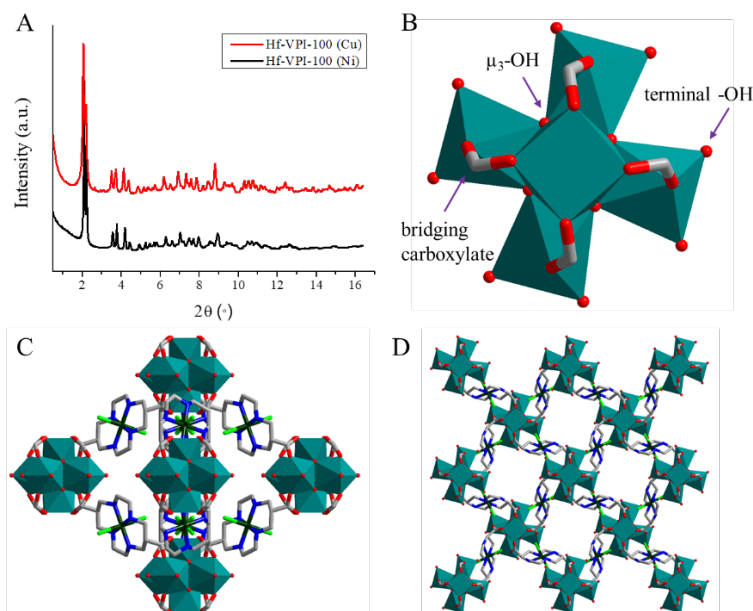 A
Hf-VPI-100 (Cu)
Hf-VPI-100 (Ni)
Intensity (a.u.)
0 2 4 6 8 10 12 14 16
2θ (°)
B
μ₃-OH
terminal -OH
bridging
carboxylate
C
D